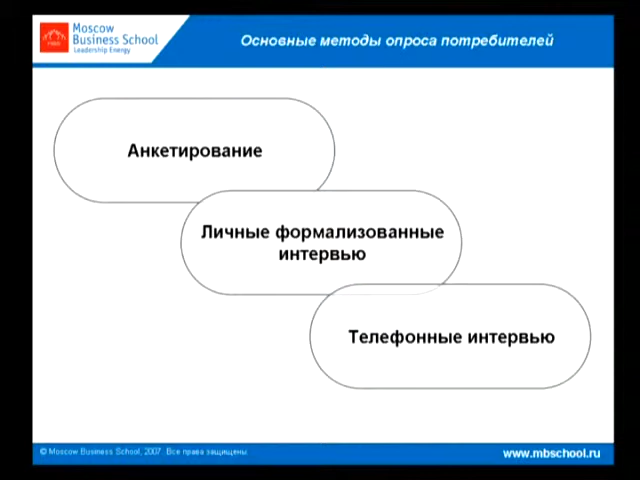 Moscow
Business School
Leadership Energy
Основные методы опроса потребителей
Анкетирование
Личные формализованные
интервью
Телефонные интервью
© Moscow Business School, 2007. Все права защищены.
www.mbschool.ru